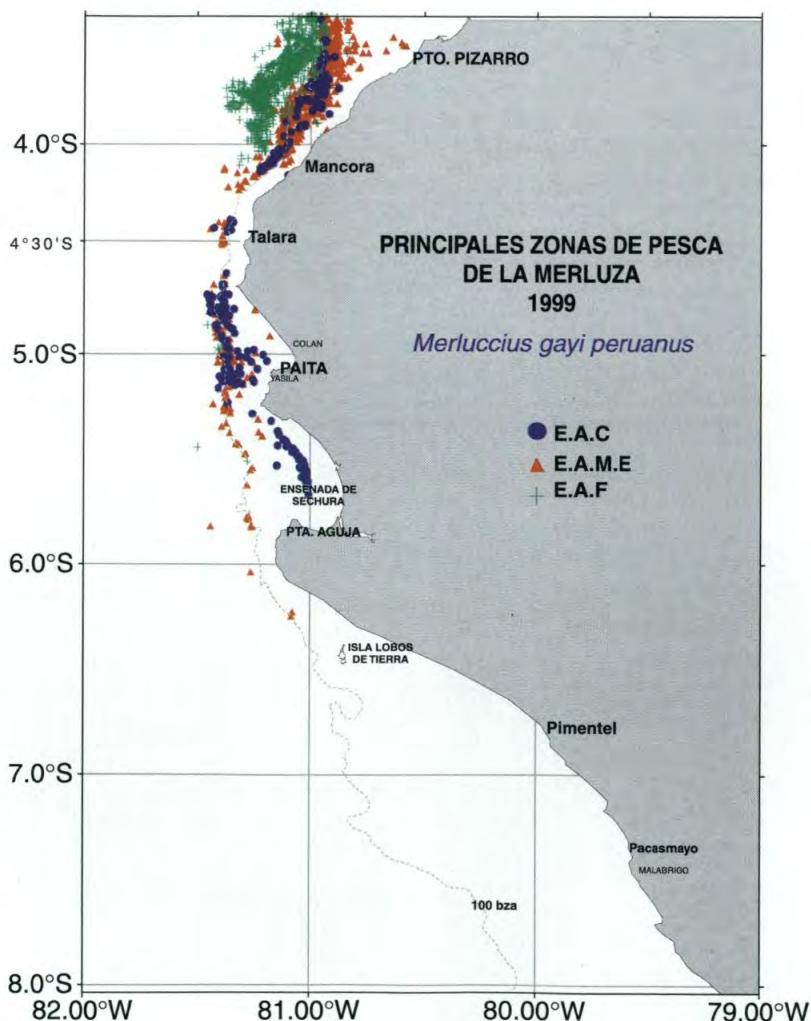 PTO. PIZARRO
4.0°S
Mancora
Talara
4°30'S
PRINCIPALES ZONAS DE PESCA
DE LA MERLUZA
1999
Merluccius gayi peruanus
COLAN
5.0°S
PAITA
YASILA
E.A.C
E.A.M.E
E.A.F
ENSENADA DE
SECHURA
PTA. AGUJA
6.0°S
ISLA LOBOS
DE TIERRA
Pimentel
7.0°S
Pacasmayo
MALABRIGO
100 bza
8.0°S
82.00°W
81.00°W
80.00°W
79.00°W